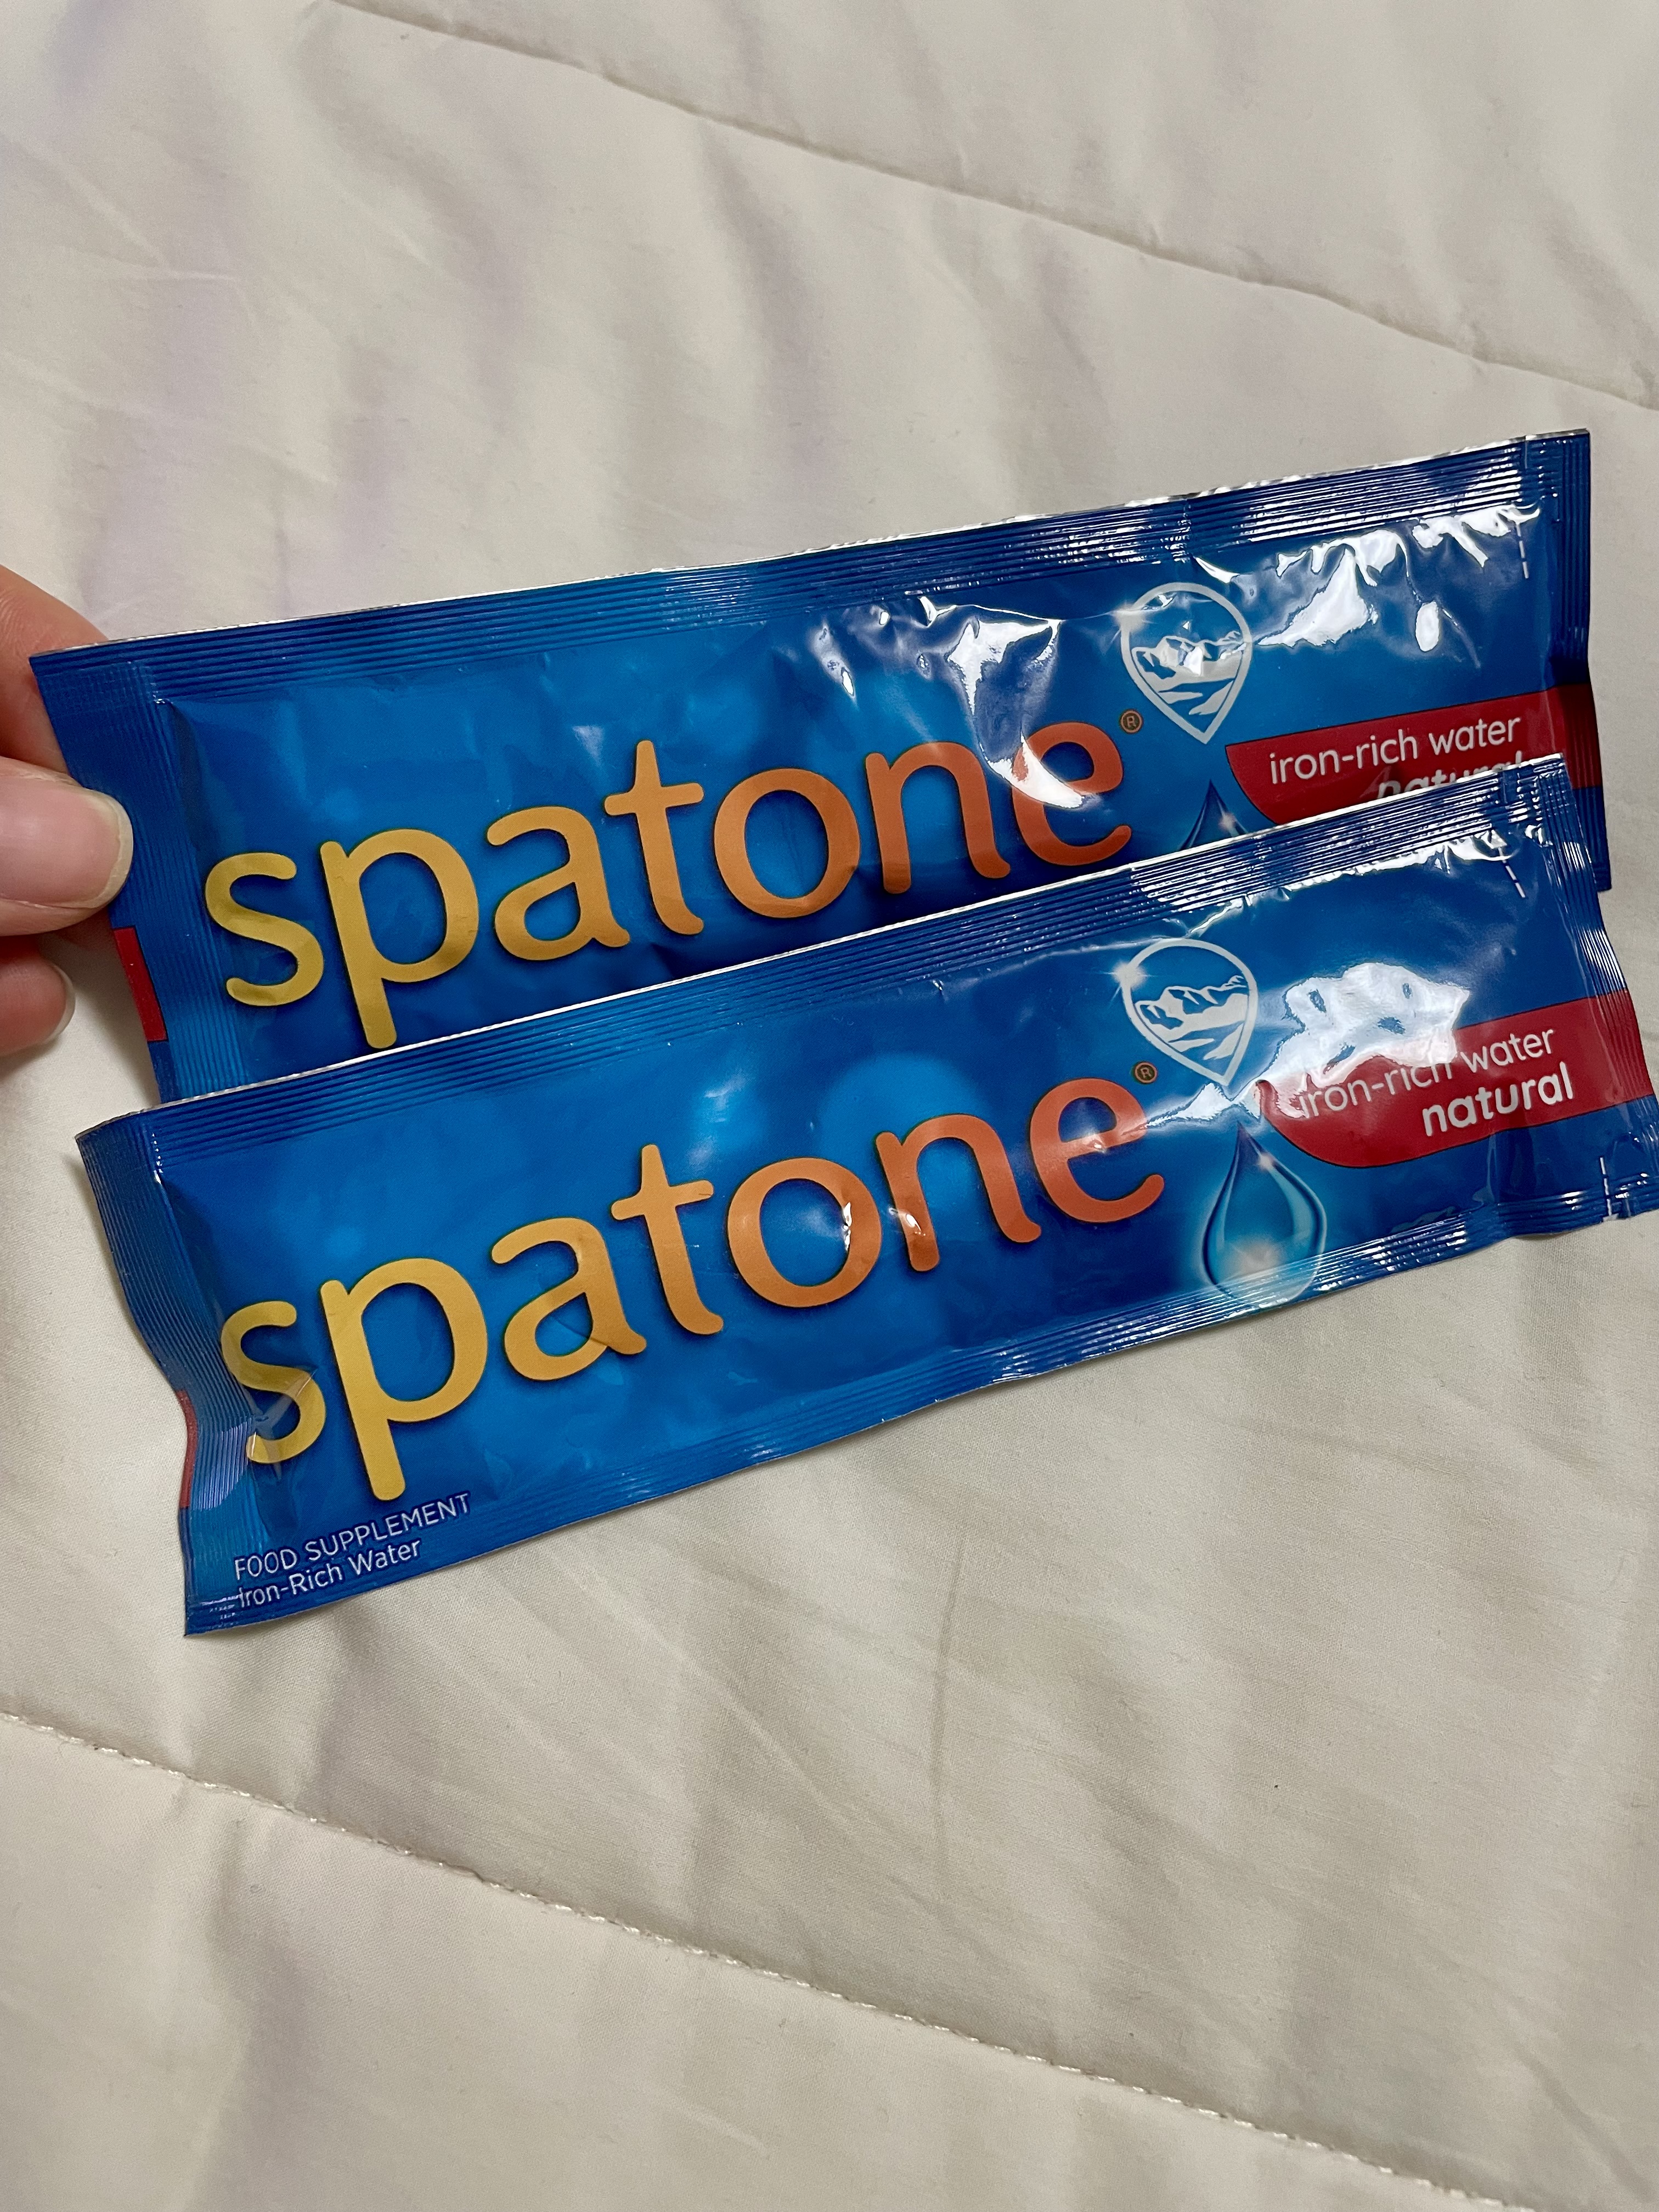 spatone®
iron-rich water
natural
spatone®
iron-rich water
natural
FOOD SUPPLEMENT
Iron-Rich Water